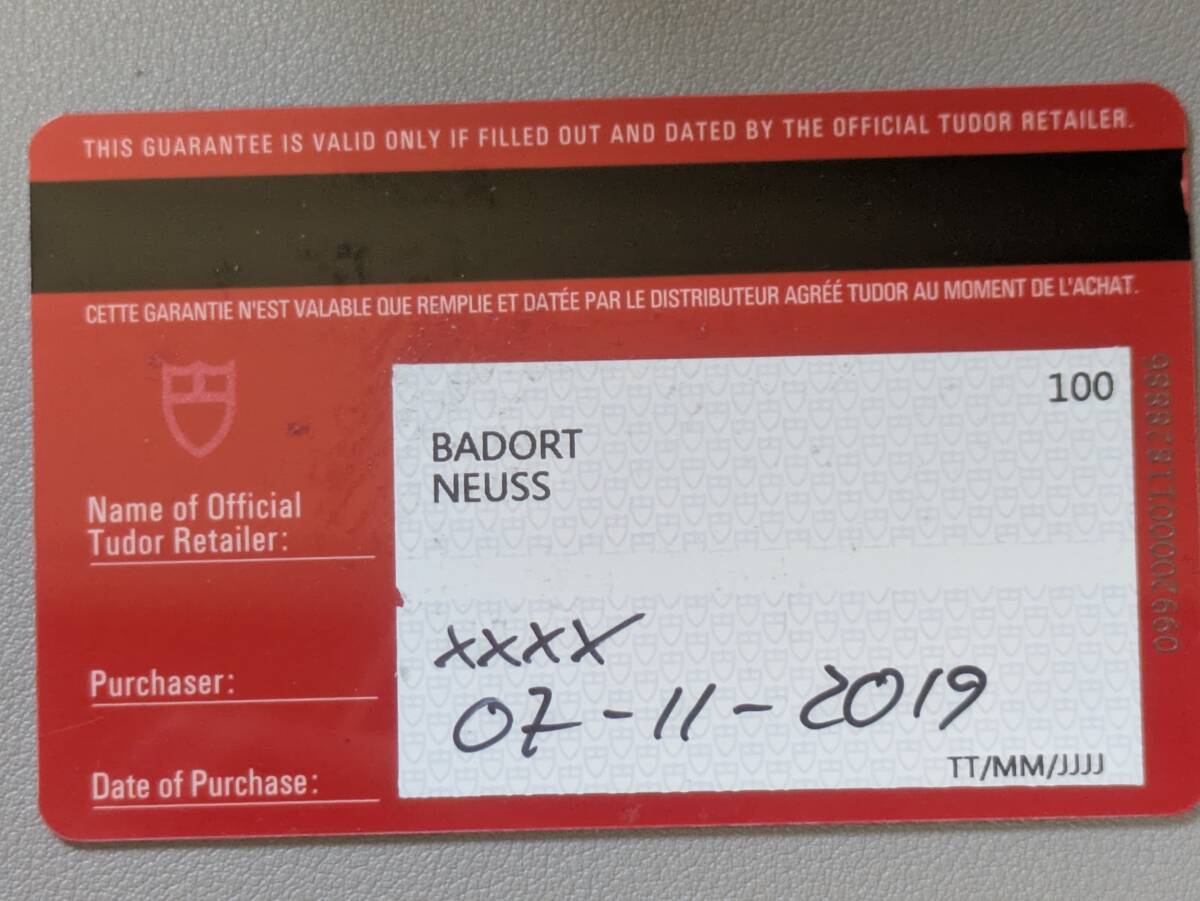 THIS GUARANTEE IS VALID ONLY IF FILLED OUT AND DATED BY THE OFFICIAL TUDOR RETAILER.
CETTE GARANTIE N'EST VALABLE QUE REMPLIE ET DATÉE PAR LE DISTRIBUTEUR AGRÉÉ TUDOR AU MOMENT DE L'ACHAT.
100
BADORT
NEUSS
Name of Official
Tudor Retailer:
Purchaser:
xxxx
Date of Purchase:
07-11-2019
TT/MM/JJJJ
09920000011828886